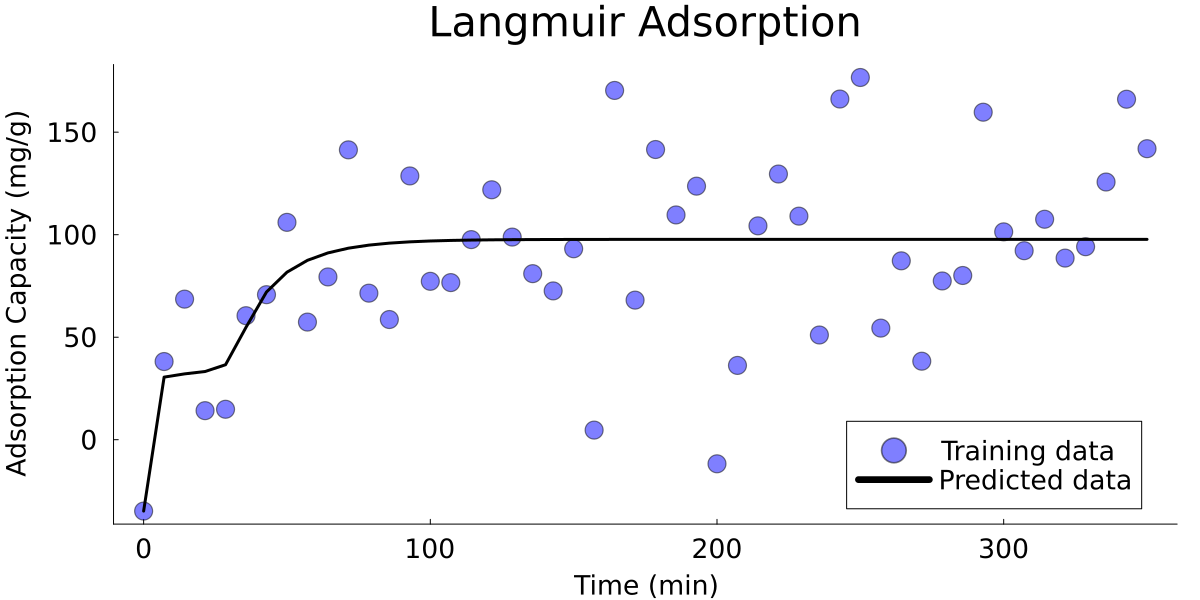 Langmuir Adsorption
Adsorption Capacity (mg/g)
150
100
50
0
Training data
Predicted data
0 100 200 300
Time (min)